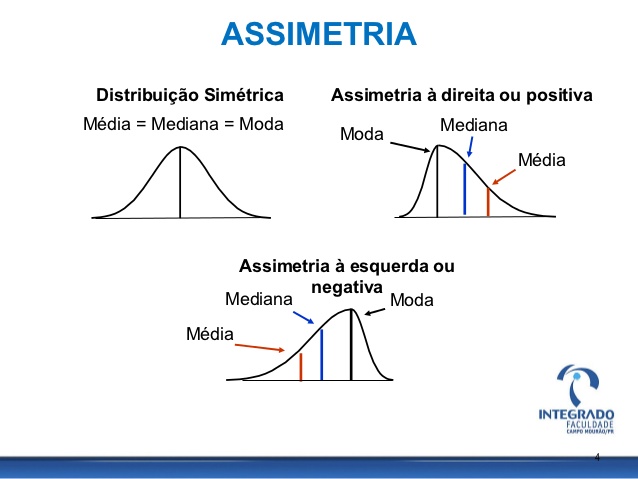 ASSIMETRIA
Distribuição Simétrica
Média = Mediana = Moda
Assimetria à direita ou positiva
Moda
Mediana
Média
Assimetria à esquerda ou
negativa
Mediana
Moda
Média
INTEGRADO
FACULDADE
CAMPO MOURÃO/PR
4